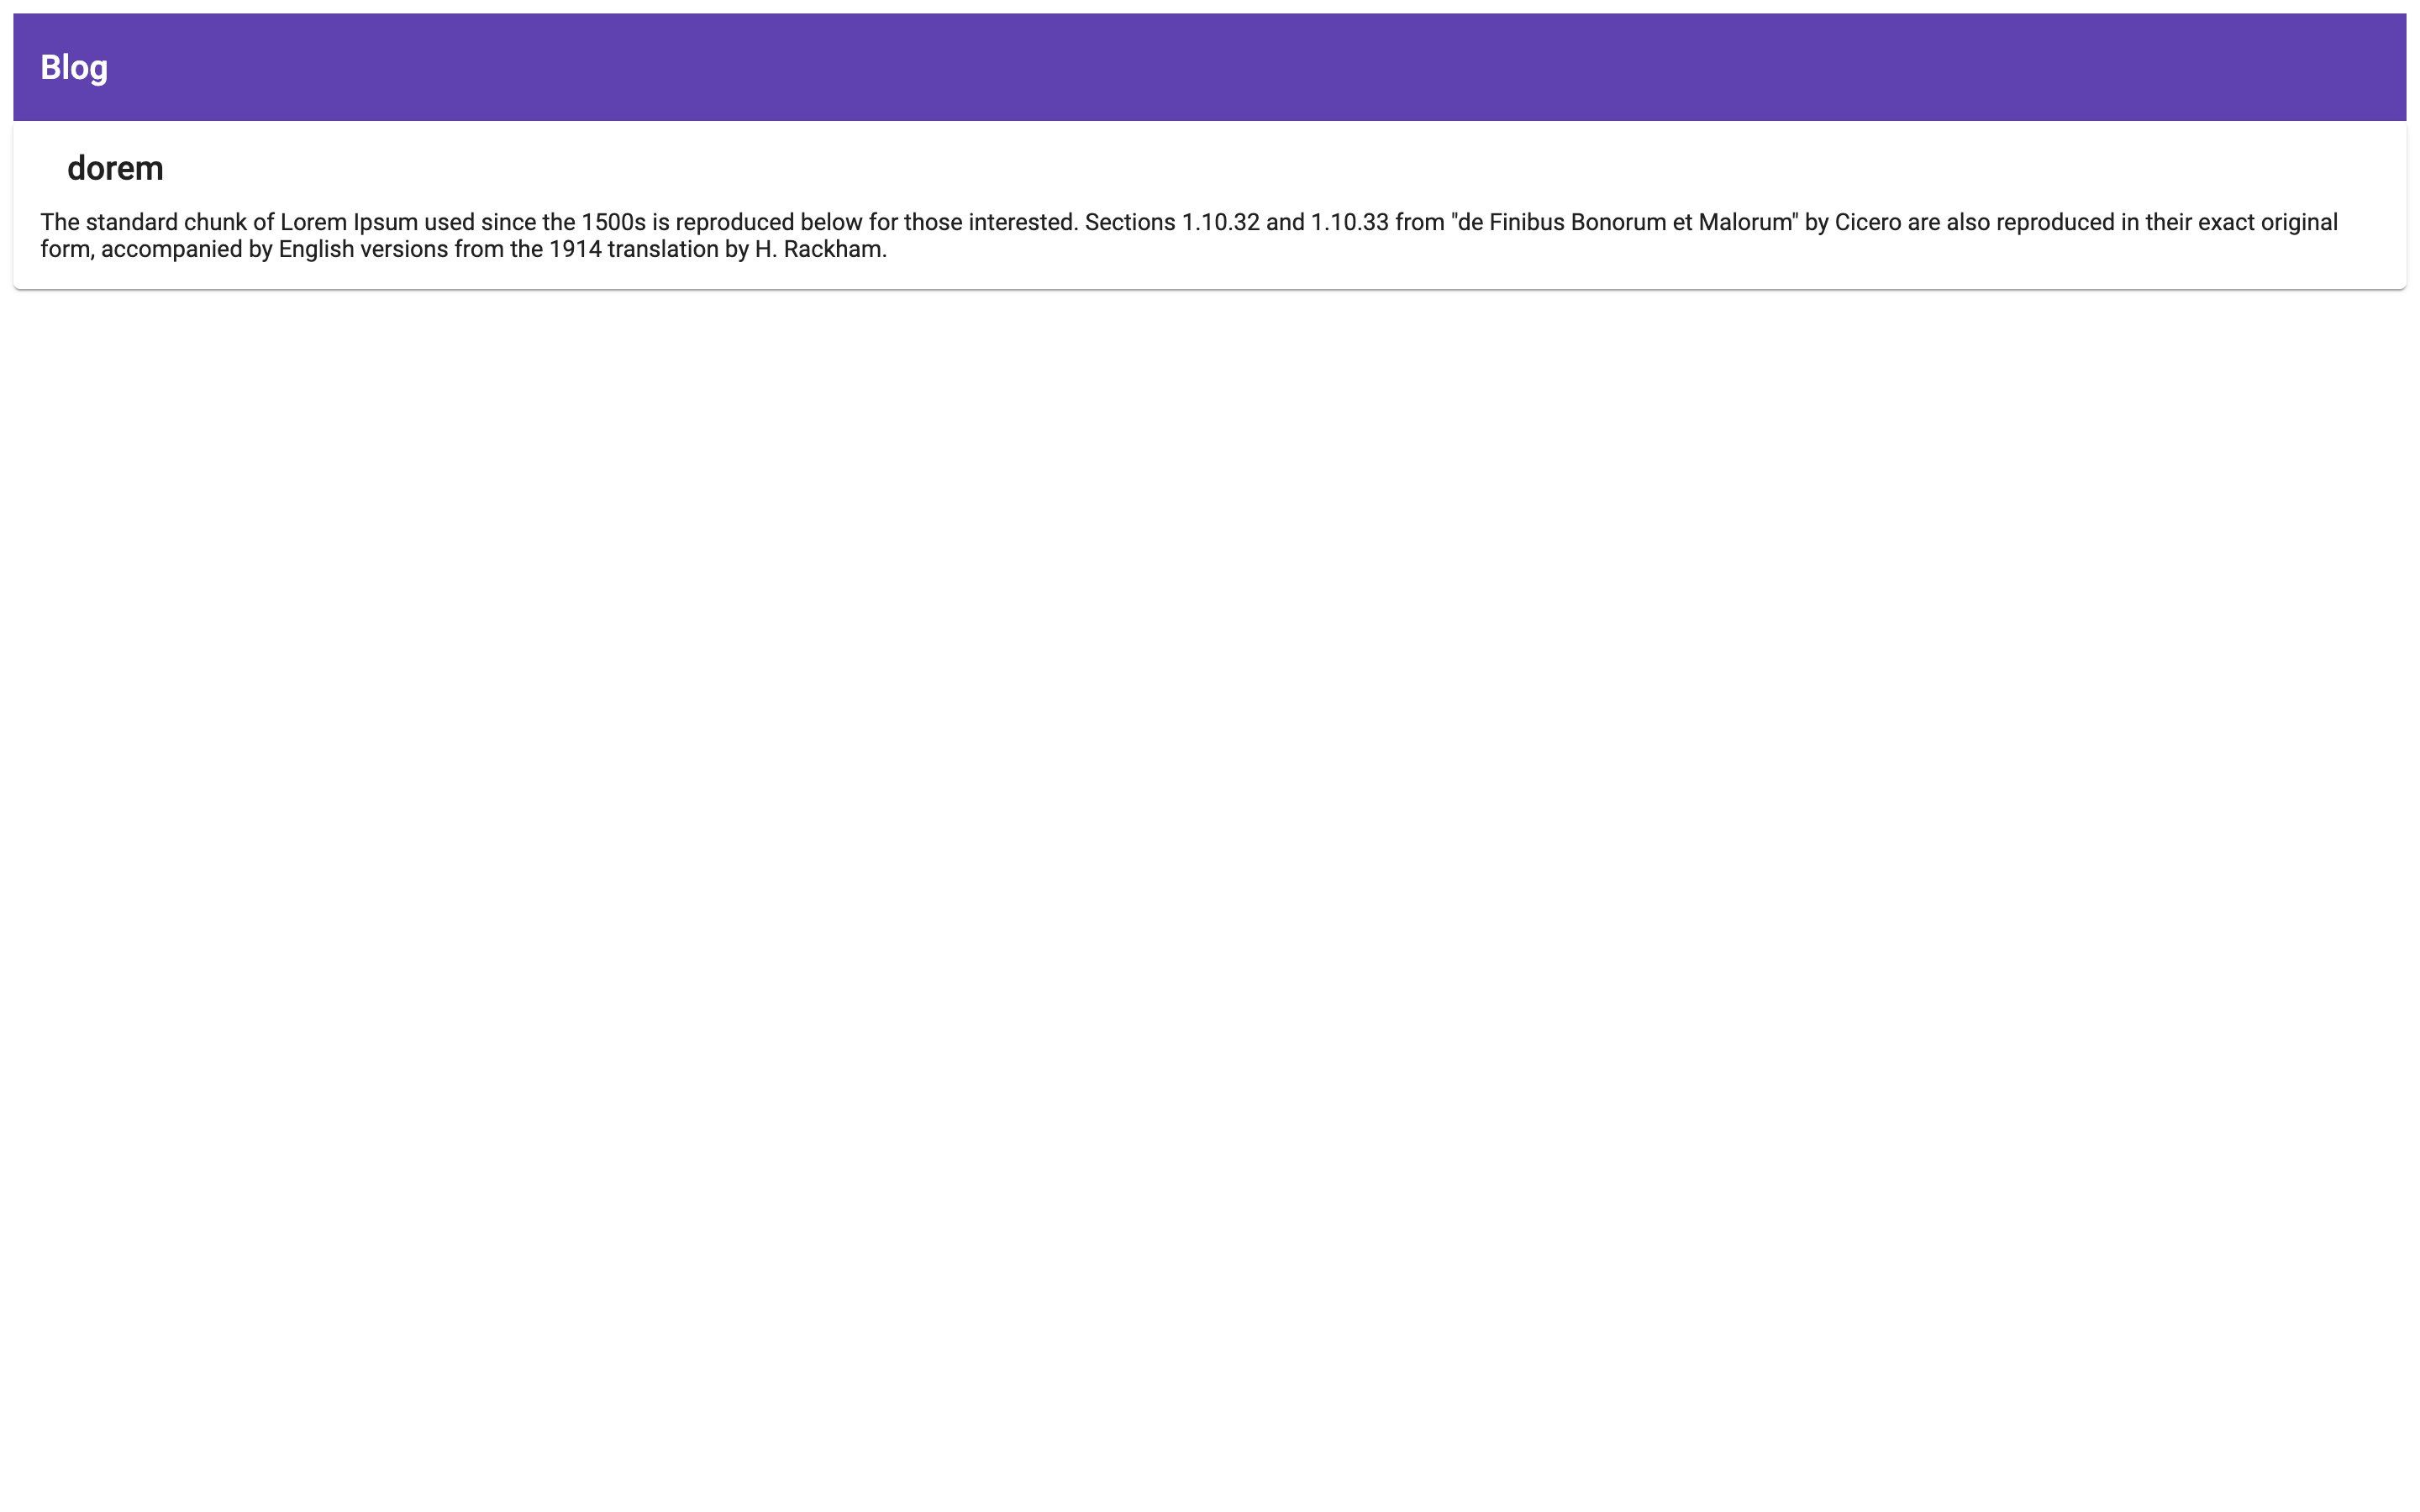 Blog
dorem
The standard chunk of Lorem Ipsum used since the 1500s is reproduced below for those interested. Sections 1.10.32 and 1.10.33 from "de Finibus Bonorum et Malorum" by Cicero are also reproduced in their exact original
form, accompanied by English versions from the 1914 translation by H. Rackham.